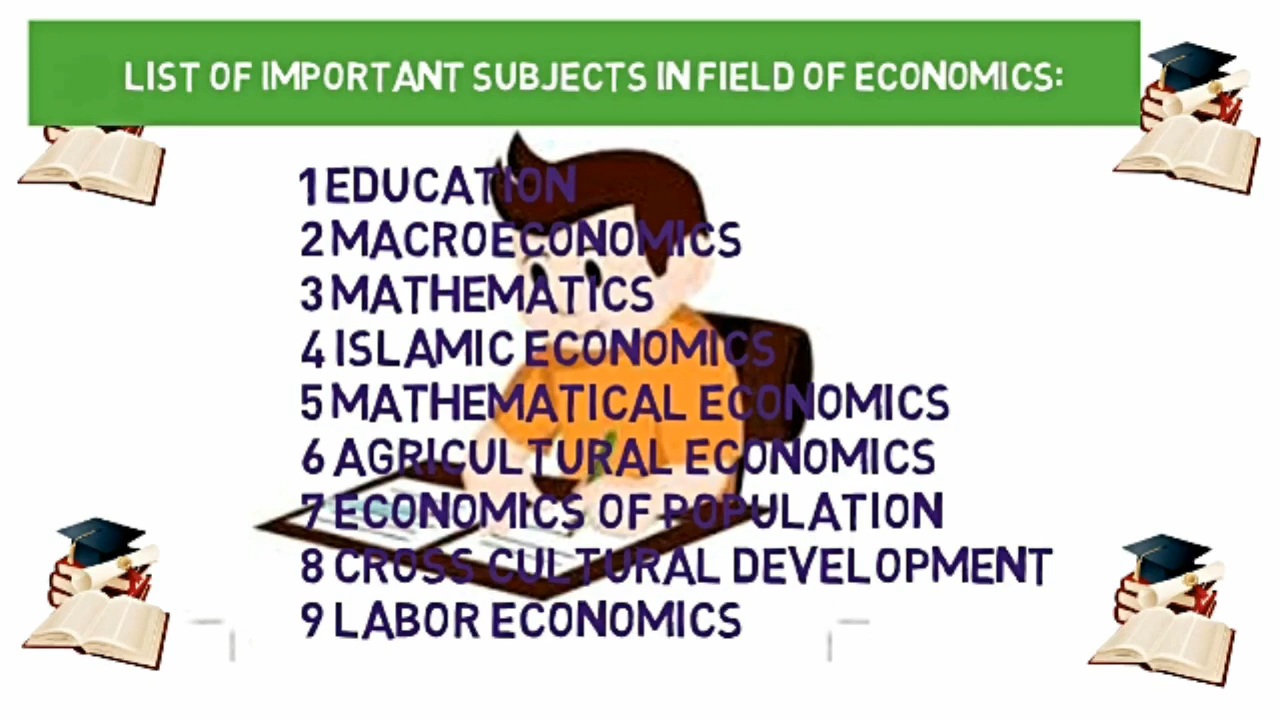 LIST OF IMPORTANT SUBJECTS IN FIELD OF ECONOMICS:
1 EDUCATION
2 MACROECONOMICS
3 MATHEMATICS
4 ISLAMIC ECONOMICS
5 MATHEMATICAL ECONOMICS
6 AGRICULTURAL ECONOMICS
7 ECONOMICS OF POPULATION
8 CROSS CULTURAL DEVELOPMENT
9 LABOR ECONOMICS